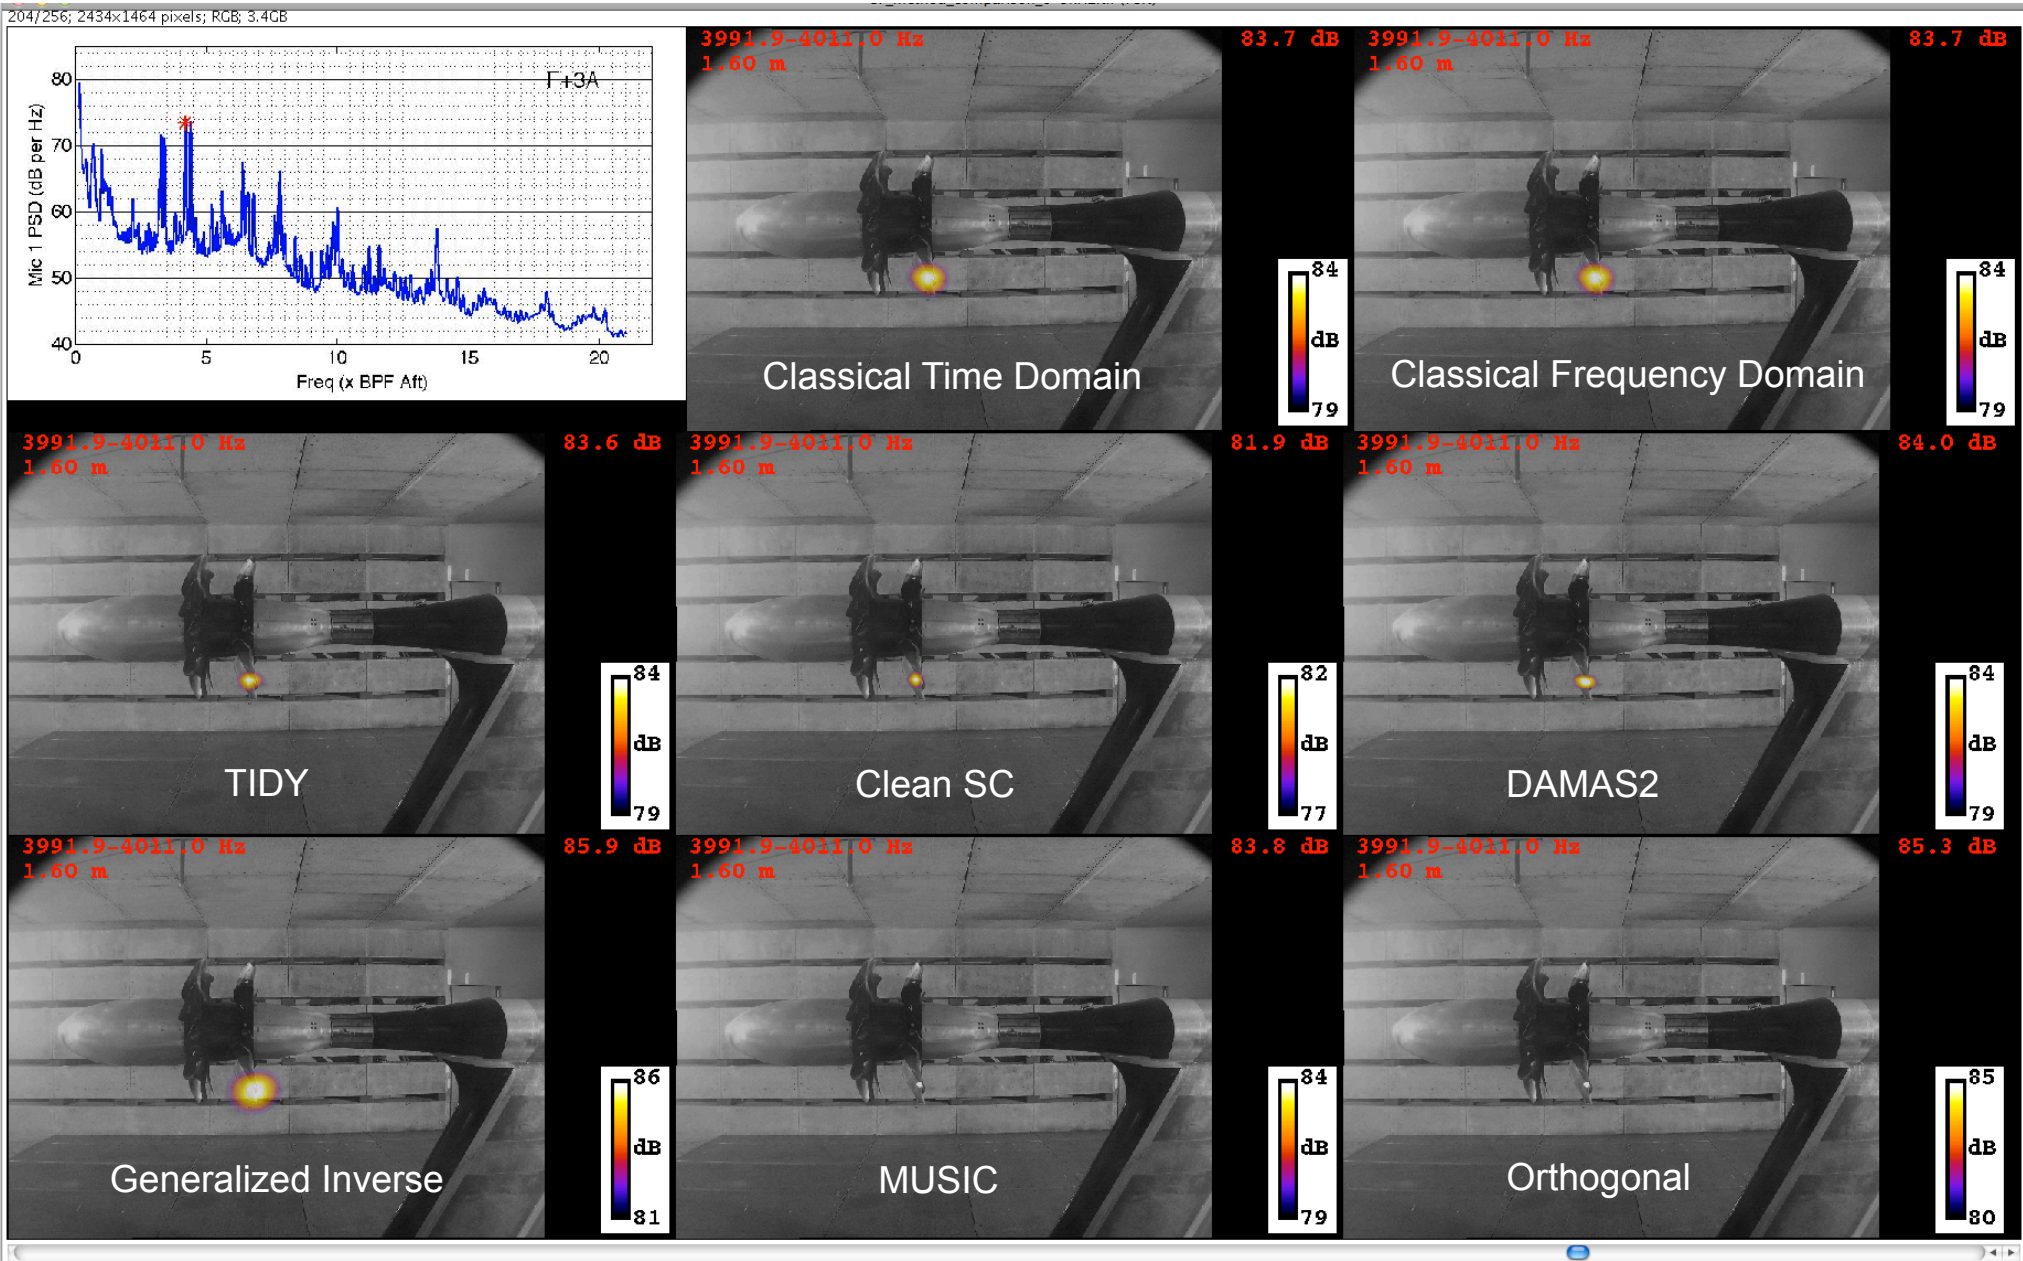 204/256; 2434x1464 pixels; RGB; 3.4GB
80
70
60
50
40
Mic 1 PSD (dB per Hz)
F+3A
0 5 10 15 20
Freq (x BPF Aft)
3991.9-4011.0 Hz 83.7 dB
1.60 m
84
dB
79
Classical Time Domain
3991.9-4011.0 Hz 83.7 dB
1.60 m
84
dB
79
Classical Frequency Domain
3991.9-4011.0 Hz 83.6 dB
1.60 m
84
dB
79
TIDY
3991.9-4011.0 Hz 81.9 dB
1.60 m
82
dB
77
Clean SC
3991.9-4011.0 Hz 84.0 dB
1.60 m
84
dB
79
DAMAS2
3991.9-4011.0 Hz 85.9 dB
1.60 m
86
dB
81
Generalized Inverse
3991.9-4011.0 Hz 83.8 dB
1.60 m
84
dB
79
MUSIC
3991.9-4011.0 Hz 85.3 dB
1.60 m
85
dB
80
Orthogonal